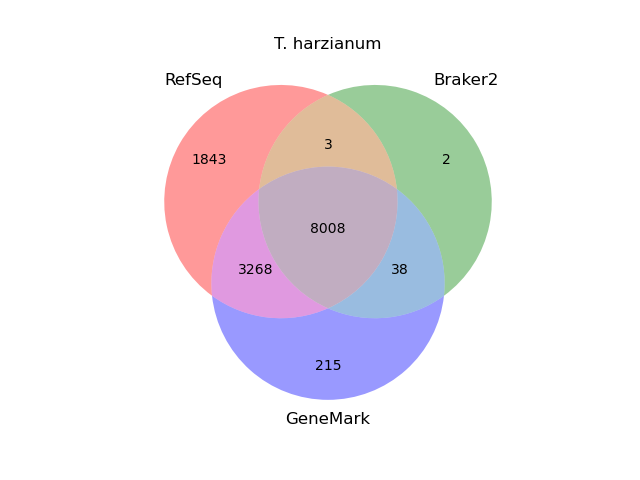 T. harzianum
RefSeq
Braker2
3
1843
2
8008
3268
38
215
GeneMark